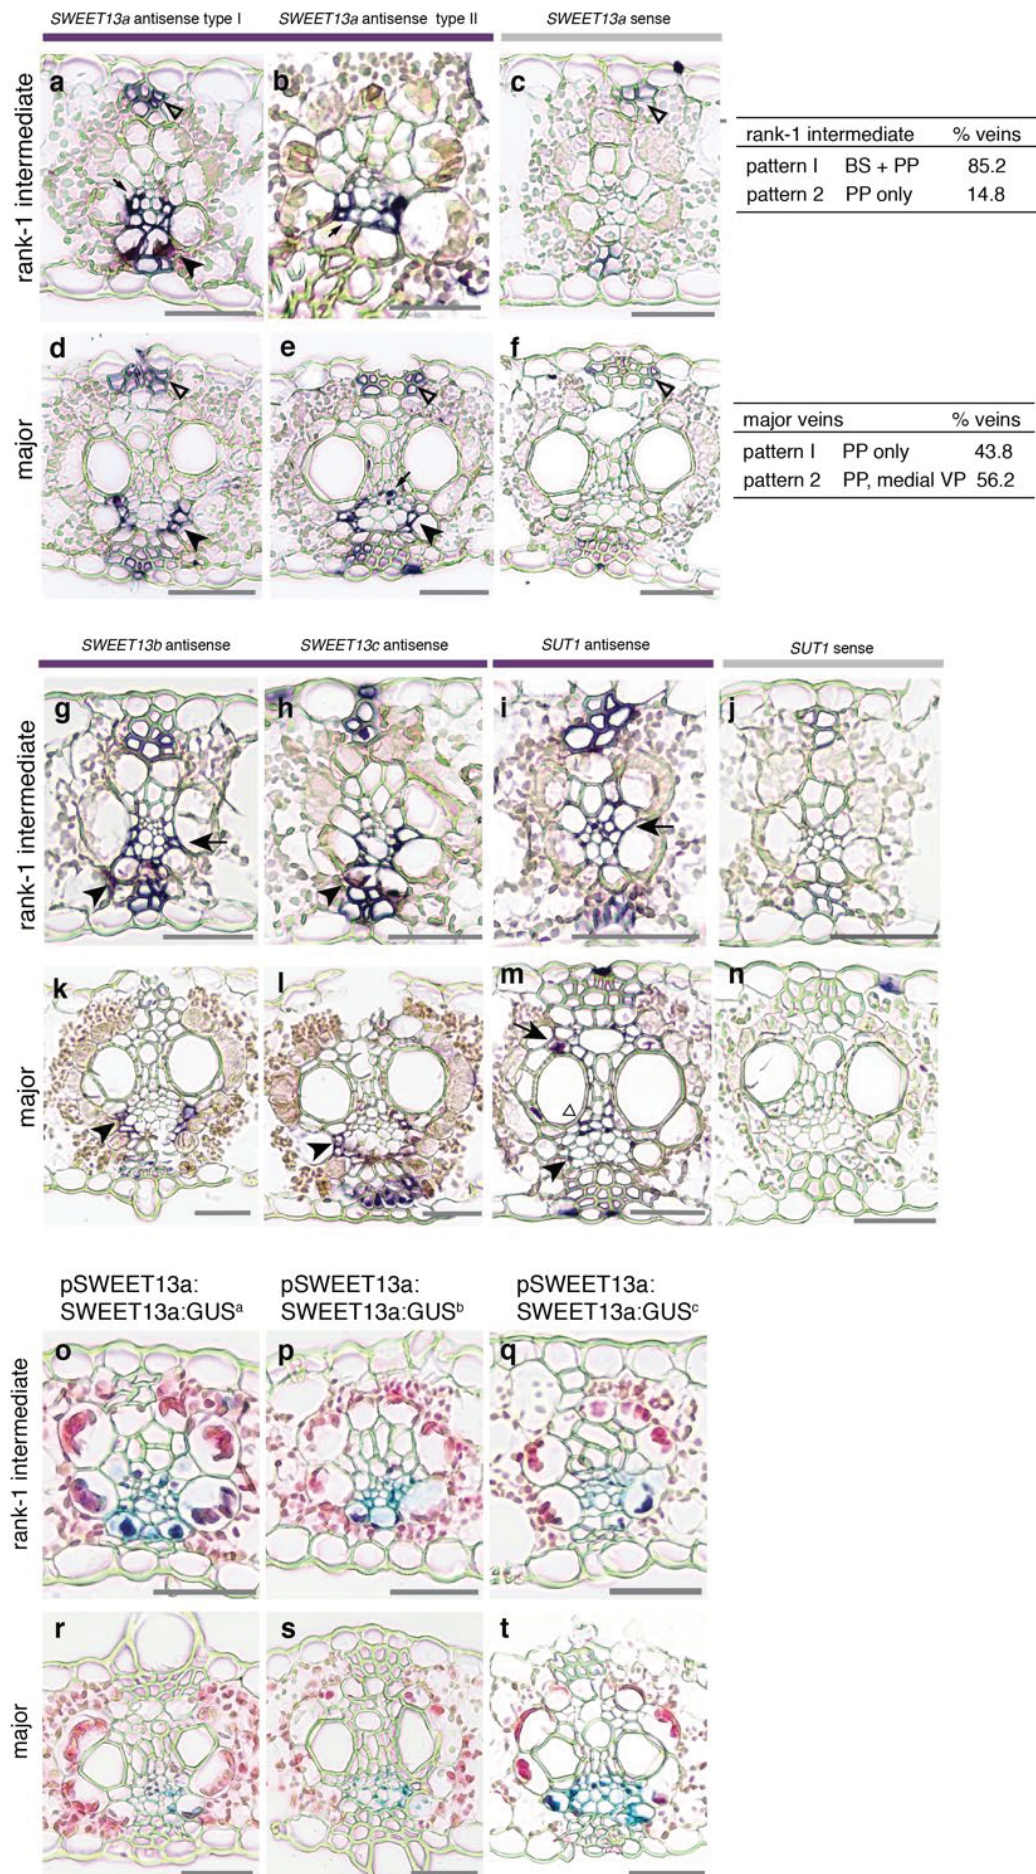 SWEET13a antisense type I
SWEET13a antisense type II
SWEET13a sense
rank-1 intermediate
a
b
c
rank-1 intermediate % veins
pattern I BS + PP 85.2
pattern 2 PP only 14.8
major
d
e
f
major veins % veins
pattern I PP only 43.8
pattern 2 PP, medial VP 56.2
SWEET13b antisense
SWEET13c antisense
SUT1 antisense
SUT1 sense
rank-1 intermediate
g
h
i
j
major
k
l
m
n
pSWEET13a:
SWEET13a:GUSᵃ
pSWEET13a:
SWEET13a:GUSᵇ
pSWEET13a:
SWEET13a:GUSᶜ
rank-1 intermediate
o
p
q
major
r
s
t